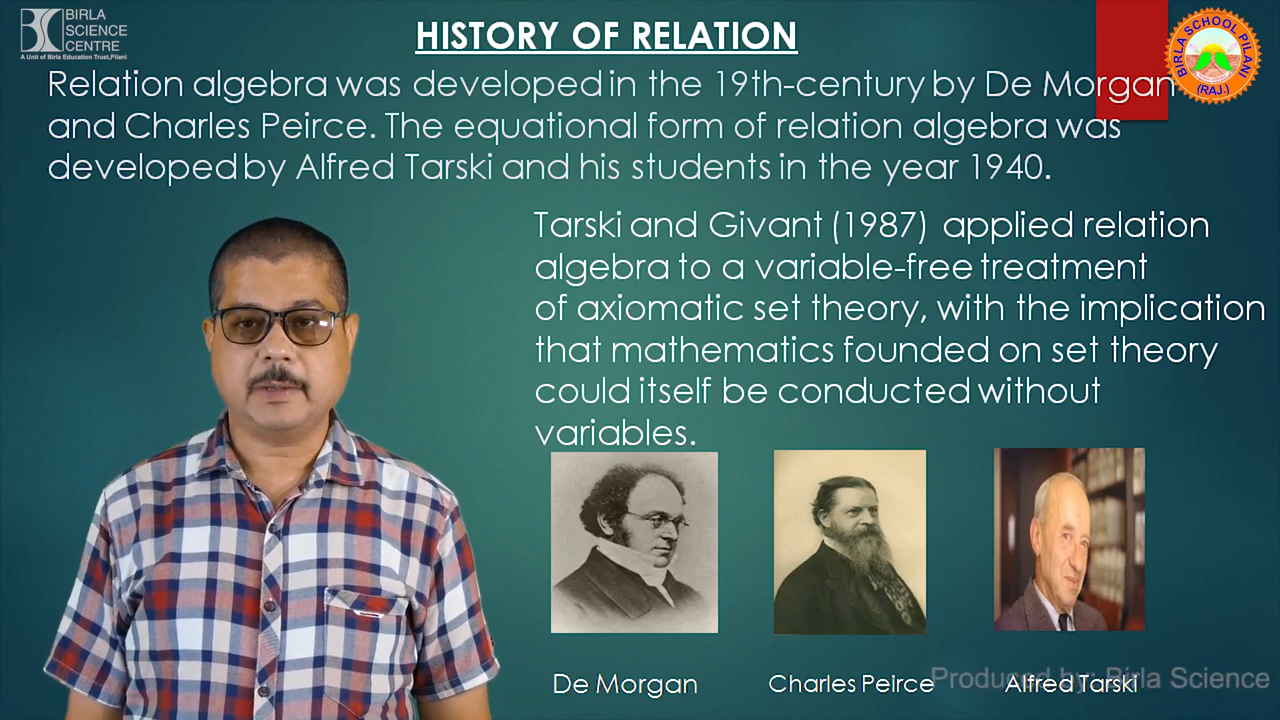 BIRLA
SCIENCE
CENTRE
A Unit of Birla Education Trust,Pilani
HISTORY OF RELATION
BIRLA SCHOOL PILANI
(RAJ.)
Relation algebra was developed in the 19th-century by De Morgan
and Charles Peirce. The equational form of relation algebra was
developed by Alfred Tarski and his students in the year 1940.
Tarski and Givant (1987) applied relation
algebra to a variable-free treatment
of axiomatic set theory, with the implication
that mathematics founded on set theory
could itself be conducted without
variables.
De Morgan
Charles Peirce
Alfred Tarski
Produced by: Birla Science